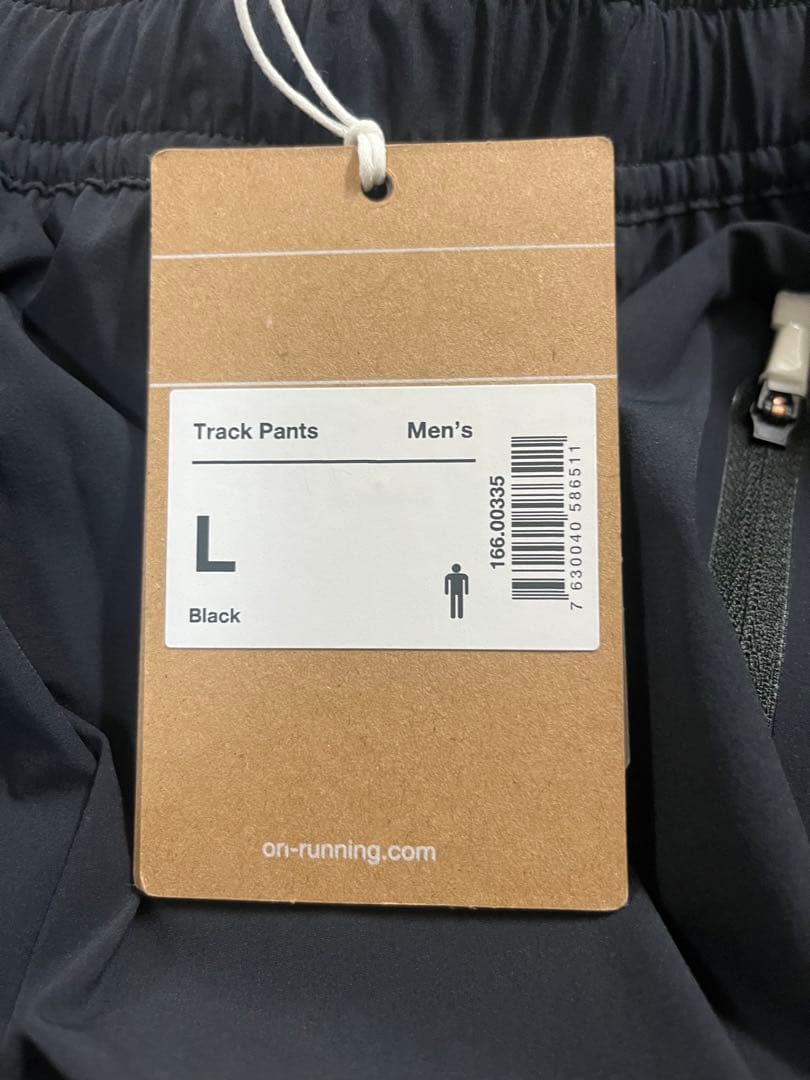 Track Pants Men's
L
Black
166.00335
7 630040 586511
on-running.com